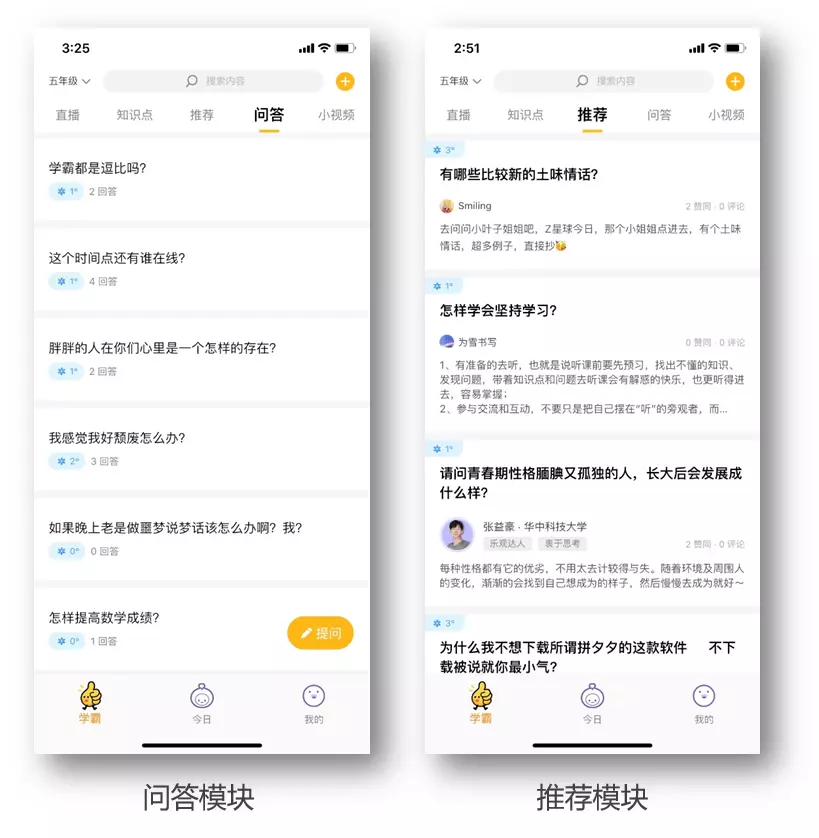 3:25
五年级
搜索内容
直播 知识点 推荐 问答 小视频
学霸都是逗比吗?
1° 2 回答
这个时间点还有谁在线?
1° 4 回答
胖胖的人在你们心里是一个怎样的存在?
1° 2 回答
我感觉我好颓废怎么办?
2° 3 回答
如果晚上老是做噩梦说梦话该怎么办啊？我?
0° 0 回答
怎样提高数学成绩?
0° 1 回答
提问
学霸 今日 我的
问答模块
2:51
五年级
搜索内容
直播 知识点 推荐 问答 小视频
3°
有哪些比较新的土味情话?
Smiling 2 赞同 · 0 评论
去问问小叶子姐姐吧，Z星球今日，那个小姐姐点进去，有个土味
情话，超多例子，直接抄
1°
怎样学会坚持学习?
为雪书写 0 赞同 · 0 评论
1、有准备的去听，也就是说听课前要先预习，找出不懂的知识、
发现问题，带着知识点和问题去听课会有解惑的快乐，也更听得进
去，容易掌握；
2、参与交流和互动，不要只是把自己摆在“听”的旁观者，而...
1°
请问青春期性格腼腆又孤独的人，长大后会发展成
什么样?
张益豪 · 华中科技大学
乐观达人 衷于思考 2 赞同 · 0 评论
每种性格都有它的优劣，不用太去计较得与失。随着环境及周围人
的变化，渐渐的会找到自己想成为的样子，然后慢慢去成为就好～
3°
为什么我不想下载所谓拼夕夕的这款软件 不下
载被说就你最小气?
学霸 今日 我的
推荐模块